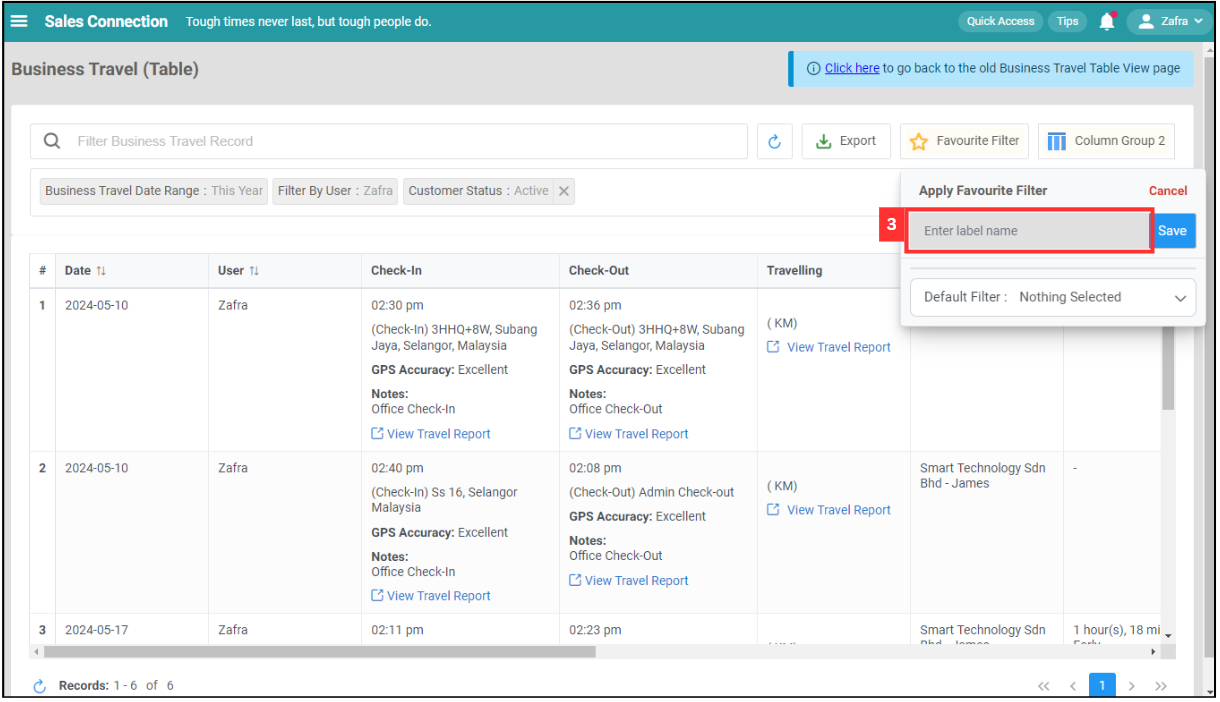 Sales Connection Tough times never last, but tough people do. Quick Access Tips Zafra
Business Travel (Table)
Click here to go back to the old Business Travel Table View page
Filter Business Travel Record
Export Favourite Filter Column Group 2
Business Travel Date Range : This Year Filter By User : Zafra Customer Status : Active
Apply Favourite Filter Cancel
3 Enter label name Save
Default Filter : Nothing Selected
# Date User Check-In Check-Out Travelling
1 2024-05-10 Zafra 02:30 pm 02:36 pm
(Check-In) 3HHQ+8W, Subang (Check-Out) 3HHQ+8W, Subang ( KM)
Jaya, Selangor, Malaysia Jaya, Selangor, Malaysia View Travel Report
GPS Accuracy: Excellent GPS Accuracy: Excellent
Notes: Notes:
Office Check-In Office Check-Out
View Travel Report View Travel Report
2 2024-05-10 Zafra 02:40 pm 02:08 pm Smart Technology Sdn -
Bhd - James
(Check-In) Ss 16, Selangor (Check-Out) Admin Check-out ( KM)
Malaysia View Travel Report
GPS Accuracy: Excellent GPS Accuracy: Excellent
Notes: Notes:
Office Check-In Office Check-Out
View Travel Report View Travel Report
3 2024-05-17 Zafra 02:11 pm 02:23 pm Smart Technology Sdn 1 hour(s), 18 mi
Records: 1 - 6 of 6 << < 1 > >>